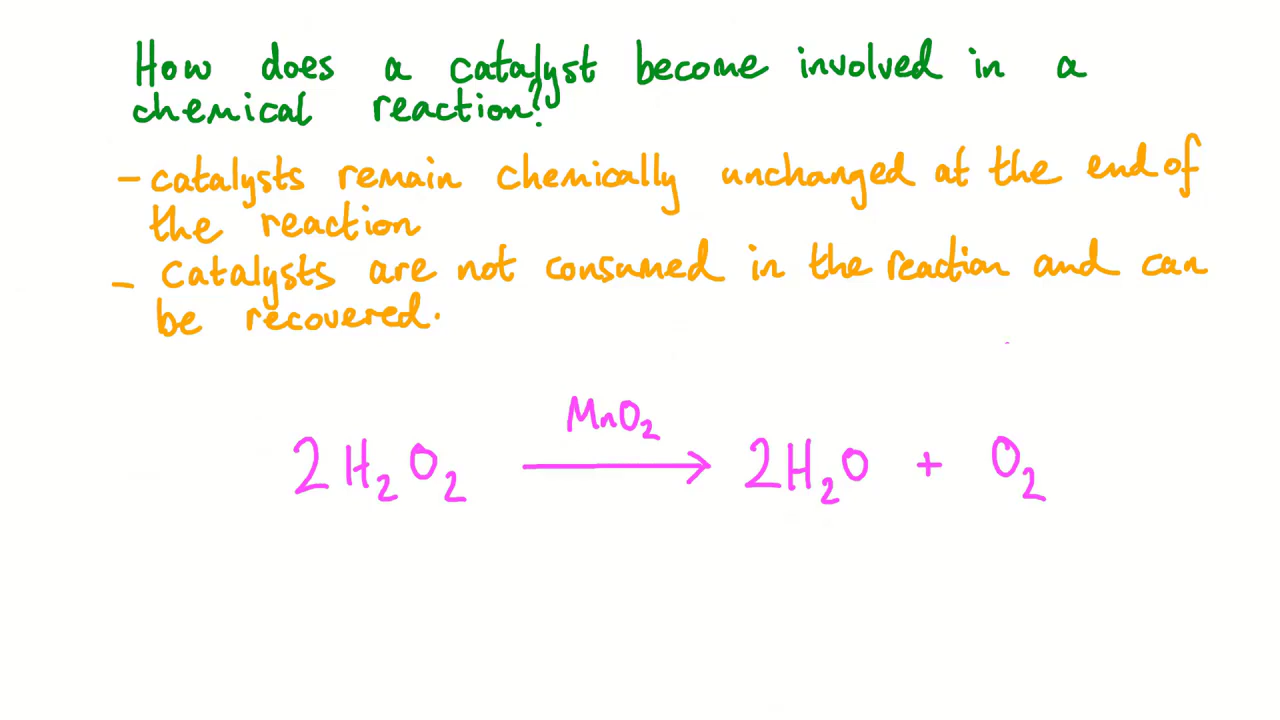 How does a catalyst become involved in a
chemical reaction?
- catalysts remain chemically unchanged at the end of
the reaction
- Catalysts are not consumed in the reaction and can
be recovered.
MnO₂
2H₂O₂ → 2H₂O + O₂